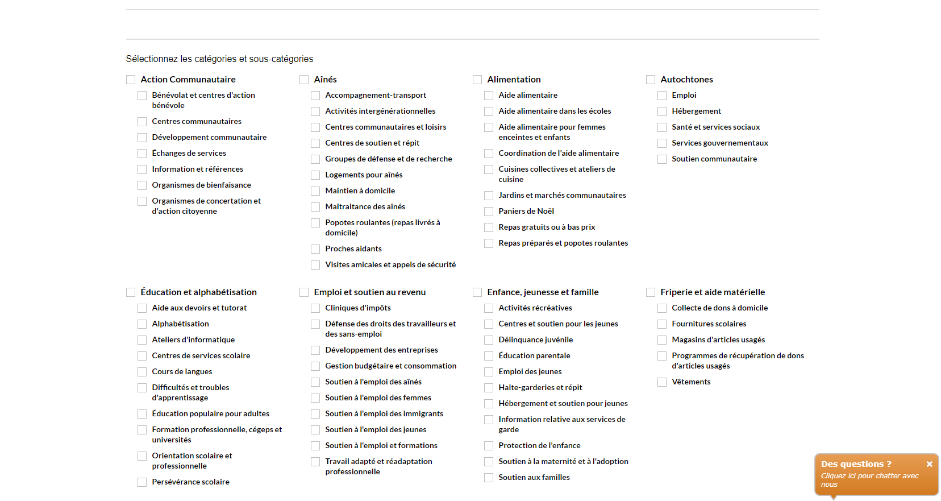 Sélectionnez les catégories et sous-catégories
Action Communautaire
Bénévolat et centres d'action
bénévole
Centres communautaires
Développement communautaire
Échanges de services
Information et références
Organismes de bienfaisance
Organismes de concertation et
d'action citoyenne
Aînés
Accompagnement-transport
Activités intergénérationnelles
Centres communautaires et loisirs
Centres de soutien et répit
Groupes de défense et de recherche
Logements pour aînés
Maintien à domicile
Maltraitance des aînés
Popotes roulantes (repas livrés à
domicile)
Proches aidants
Visites amicales et appels de sécurité
Alimentation
Aide alimentaire
Aide alimentaire dans les écoles
Aide alimentaire pour femmes
enceintes et enfants
Coordination de l'aide alimentaire
Cuisines collectives et ateliers de
cuisine
Jardins et marchés communautaires
Paniers de Noël
Repas gratuits ou à bas prix
Repas préparés et popotes roulantes
Autochtones
Emploi
Hébergement
Santé et services sociaux
Services gouvernementaux
Soutien communautaire
Éducation et alphabétisation
Aide aux devoirs et tutorat
Alphabétisation
Ateliers d'informatique
Centres de services scolaire
Cours de langues
Difficultés et troubles
d'apprentissage
Éducation populaire pour adultes
Formation professionnelle, cégeps et
universités
Orientation scolaire et
professionnelle
Persévérance scolaire
Emploi et soutien au revenu
Cliniques d'impôts
Défense des droits des travailleurs et
des sans-emploi
Développement des entreprises
Gestion budgétaire et consommation
Soutien à l'emploi des aînés
Soutien à l'emploi des femmes
Soutien à l'emploi des immigrants
Soutien à l'emploi des jeunes
Soutien à l'emploi et formations
Travail adapté et réadaptation
professionnelle
Enfance, jeunesse et famille
Activités récréatives
Centres et soutien pour les jeunes
Délinquance juvénile
Éducation parentale
Emploi des jeunes
Halte-garderies et répit
Hébergement et soutien pour jeunes
Information relative aux services de
garde
Protection de l'enfance
Soutien à la maternité et à l'adoption
Soutien aux familles
Friperie et aide matérielle
Collecte de dons à domicile
Fournitures scolaires
Magasins d'articles usagés
Programmes de récupération de dons
d'articles usagés
Vêtements
Des questions ?
Cliquez ici pour chatter avec
nous